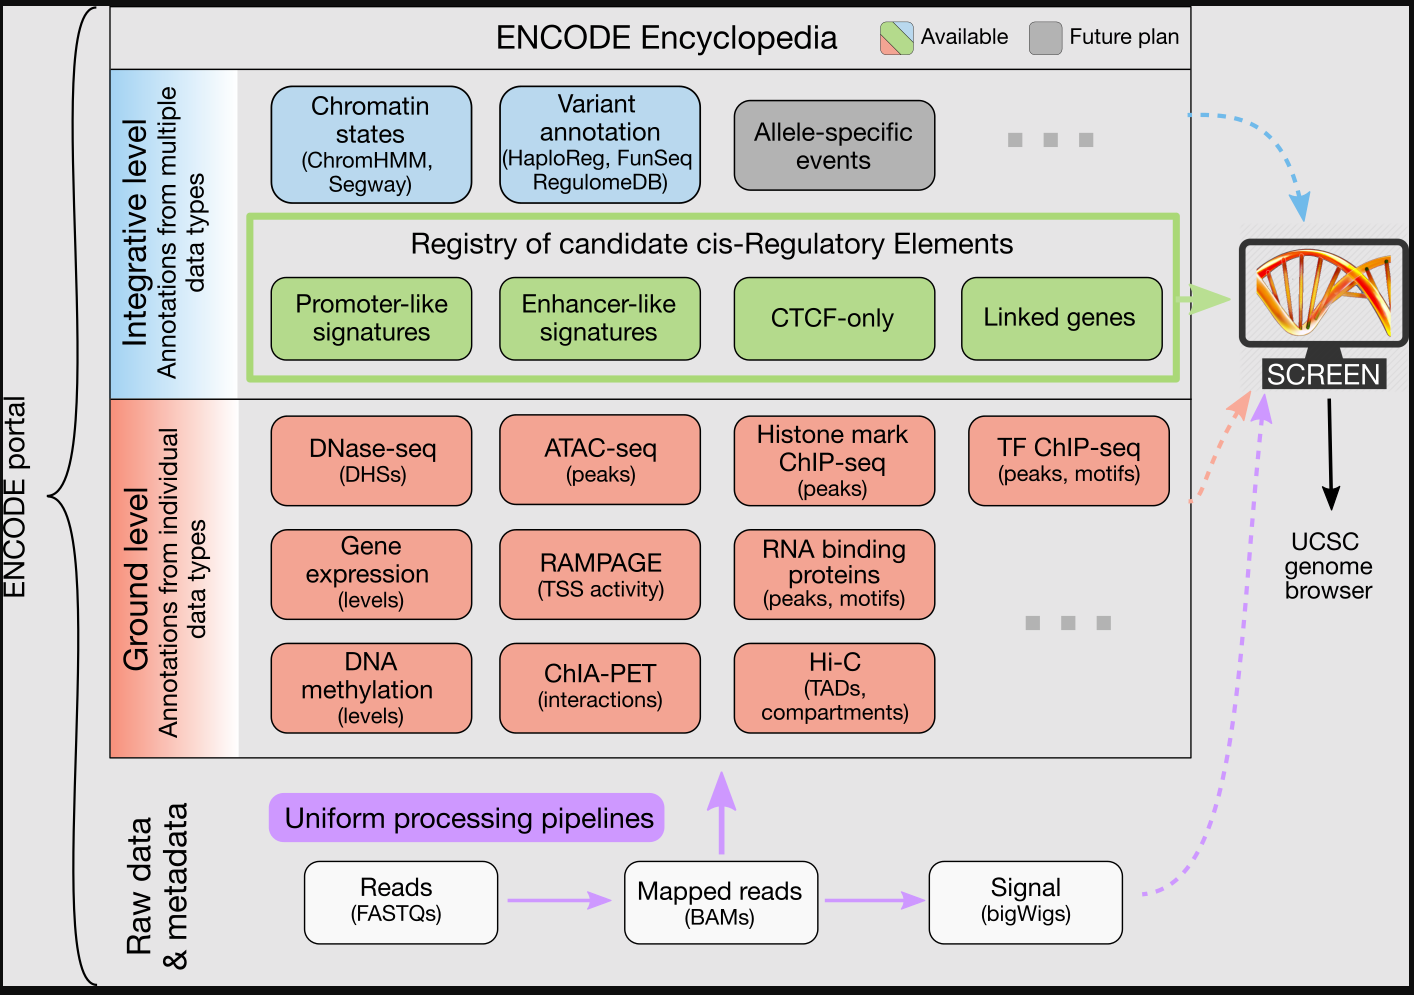 ENCODE Encyclopedia
Available
Future plan
ENCODE portal
Integrative level
Annotations from multiple
data types
Chromatin
states
(ChromHMM,
Segway)
Variant
annotation
(HaploReg, FunSeq
RegulomeDB)
Allele-specific
events
Registry of candidate cis-Regulatory Elements
Promoter-like
signatures
Enhancer-like
signatures
CTCF-only
Linked genes
SCREEN
UCSC
genome
browser
Ground level
Annotations from individual
data types
DNase-seq
(DHSs)
ATAC-seq
(peaks)
Histone mark
ChIP-seq
(peaks)
TF ChIP-seq
(peaks, motifs)
Gene
expression
(levels)
RAMPAGE
(TSS activity)
RNA binding
proteins
(peaks, motifs)
DNA
methylation
(levels)
ChIA-PET
(interactions)
Hi-C
(TADs,
compartments)
Raw data
& metadata
Uniform processing pipelines
Reads
(FASTQs)
Mapped reads
(BAMs)
Signal
(bigWigs)